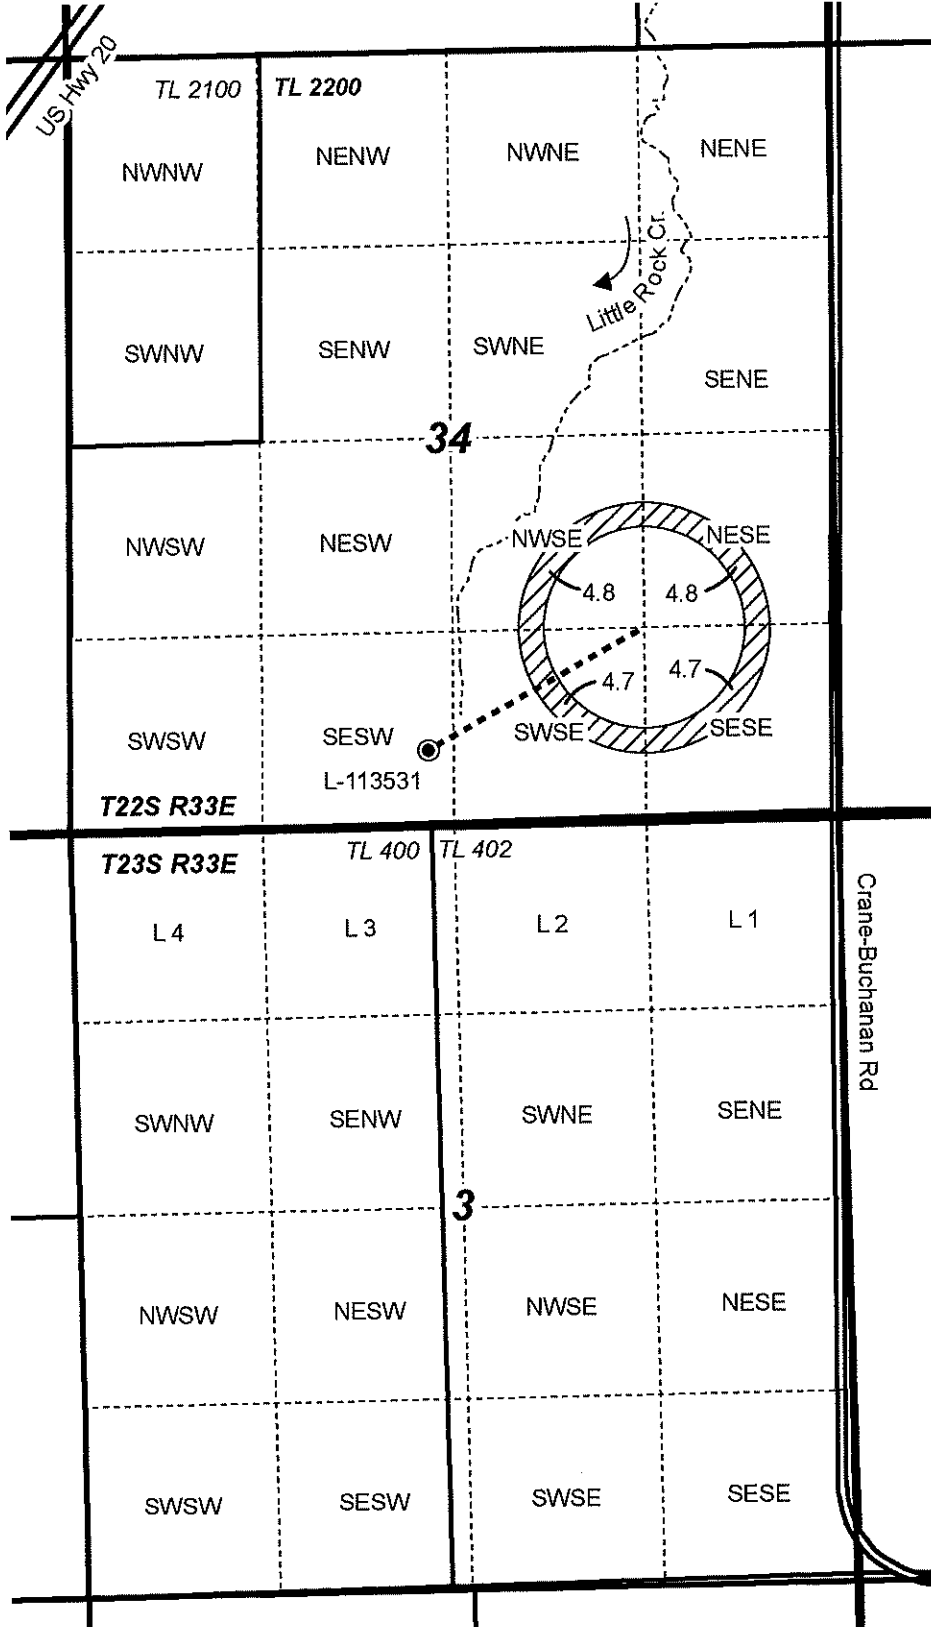 US Hwy 20
TL 2100
TL 2200
NWNW
NENW
NWNE
NENE
Little Rock Cr.
SWNW
SENW
SWNE
SENE
34
NWSW
NESW
NWSE
NESE
4.8
4.8
4.7
4.7
SWSW
SESW
SWSE
SESE
L-113531
T22S R33E
T23S R33E
TL 400
TL 402
L 4
L 3
L 2
L 1
Crane-Buchanan Rd
SWNW
SENW
SWNE
SENE
3
NWSW
NESW
NWSE
NESE
SWSW
SESW
SWSE
SESE